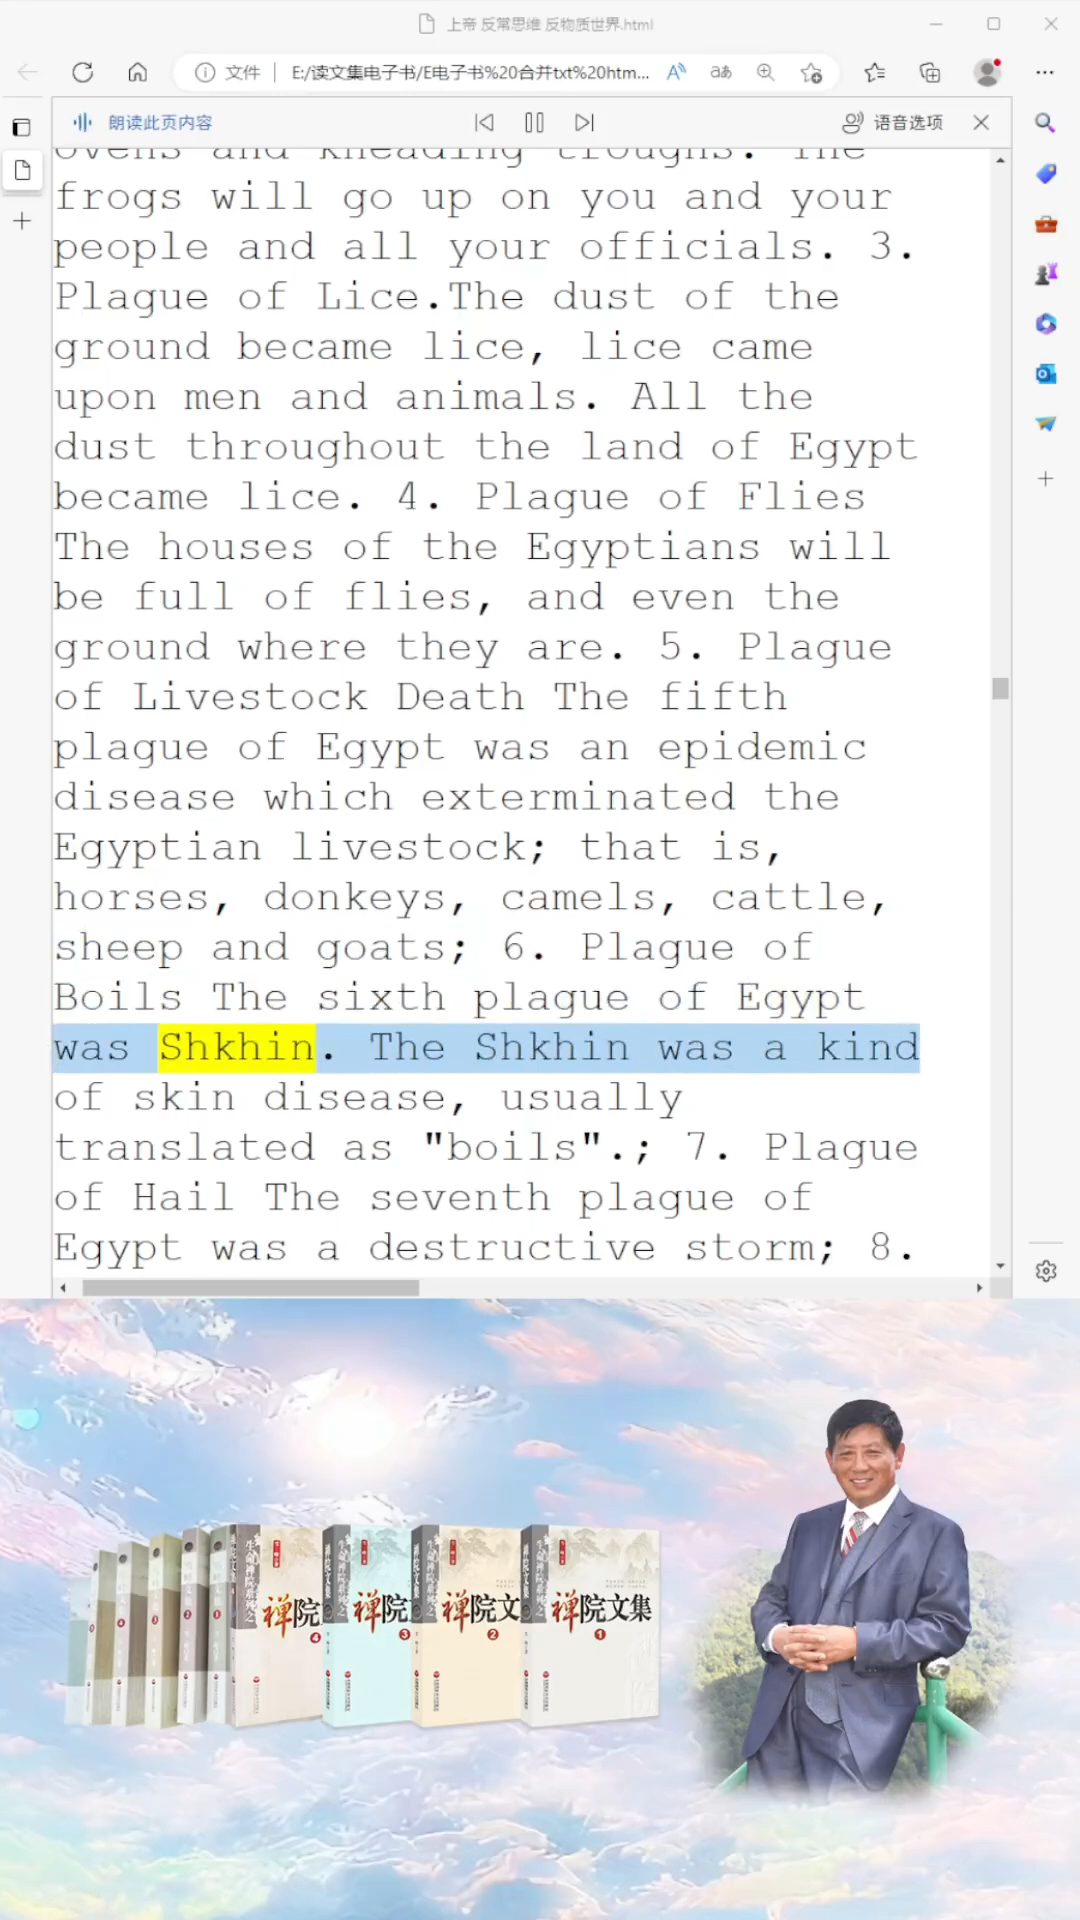 上帝 反常思维 反物质世界.html
文件 E:/读文集电子书/E电子书%20合并txt%20htm...
朗读此页内容
语音选项
ovens and kneading troughs. The
frogs will go up on you and your
people and all your officials. 3.
Plague of Lice.The dust of the
ground became lice, lice came
upon men and animals. All the
dust throughout the land of Egypt
became lice. 4. Plague of Flies
The houses of the Egyptians will
be full of flies, and even the
ground where they are. 5. Plague
of Livestock Death The fifth
plague of Egypt was an epidemic
disease which exterminated the
Egyptian livestock; that is,
horses, donkeys, camels, cattle,
sheep and goats; 6. Plague of
Boils The sixth plague of Egypt
was Shkhin. The Shkhin was a kind
of skin disease, usually
translated as "boils".; 7. Plague
of Hail The seventh plague of
Egypt was a destructive storm; 8.
禅院
4
禅院
3
禅院文
2
禅院文集
1